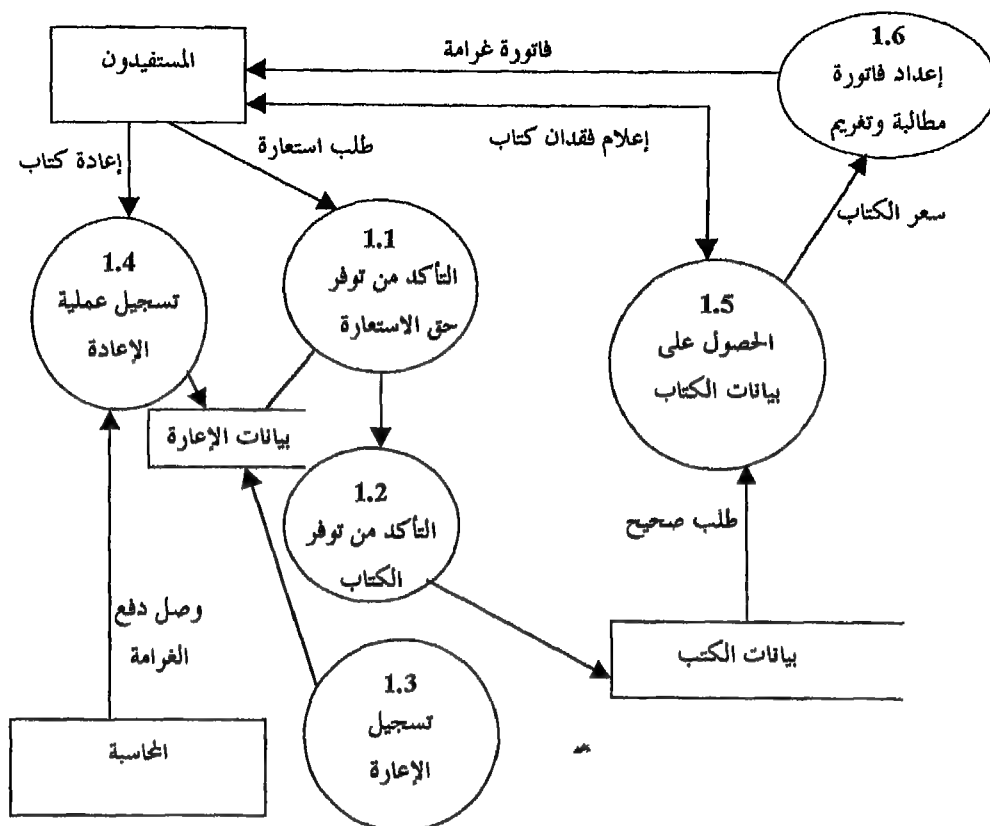 المستفيدون
فاتورة غرامة
1.6
إعداد فاتورة
مطالبة وتغريم
إعلام فقدان كتاب
طلب استعارة
إعادة كتاب
سعر الكتاب
1.1
التأكد من توفر
حق الاستعارة
1.4
تسجيل عملية
الإعادة
1.5
الحصول على
بيانات الكتاب
بيانات الإعارة
1.2
التأكد من توفر
الكتاب
طلب صحيح
وصل دفع
الغرامة
بيانات الكتب
1.3
تسجيل
الإعارة
المحاسبة